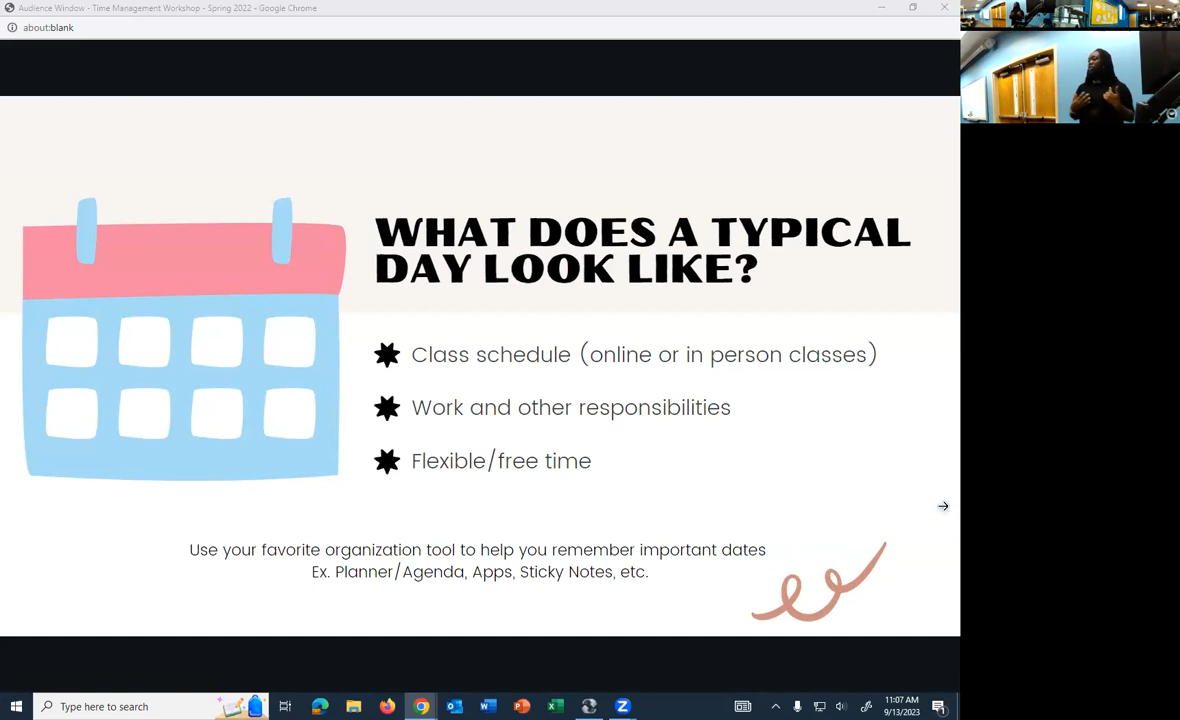 Audience Window - Time Management Workshop - Spring 2022 - Google Chrome
about:blank
WHAT DOES A TYPICAL
DAY LOOK LIKE?
Class schedule (online or in person classes)
Work and other responsibilities
Flexible/free time
Use your favorite organization tool to help you remember important dates
Ex. Planner/Agenda, Apps, Sticky Notes, etc.
Type here to search
11:07 AM
9/13/2023